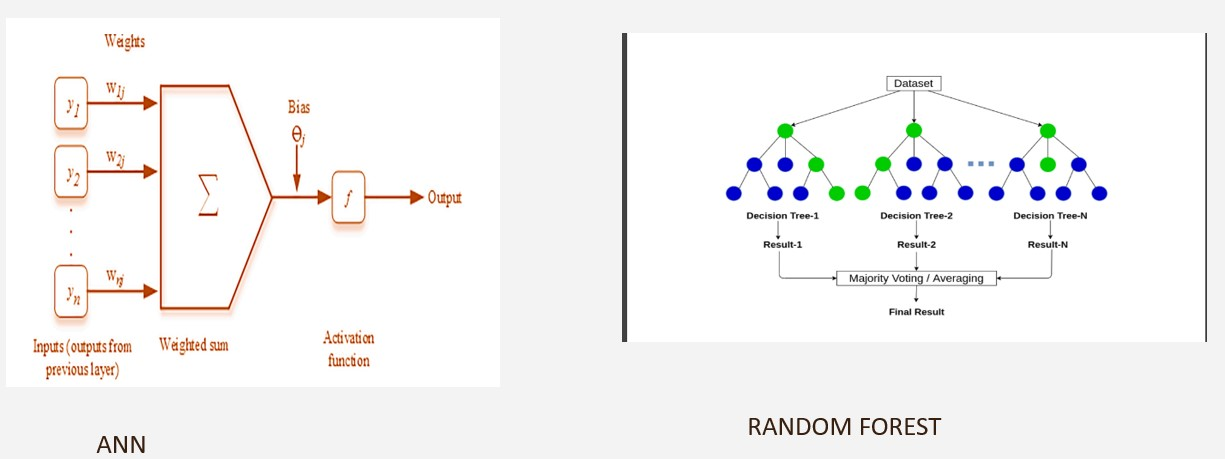 Weights
y1
w1j
y2
w2j
.
.
.
yn
wnj
Σ
Bias
Θj
f
Output
Inputs (outputs from
previous layer)
Weighted sum
Activation
function
ANN
Dataset
Decision Tree-1
Decision Tree-2
Decision Tree-N
Result-1
Result-2
Result-N
Majority Voting / Averaging
Final Result
RANDOM FOREST